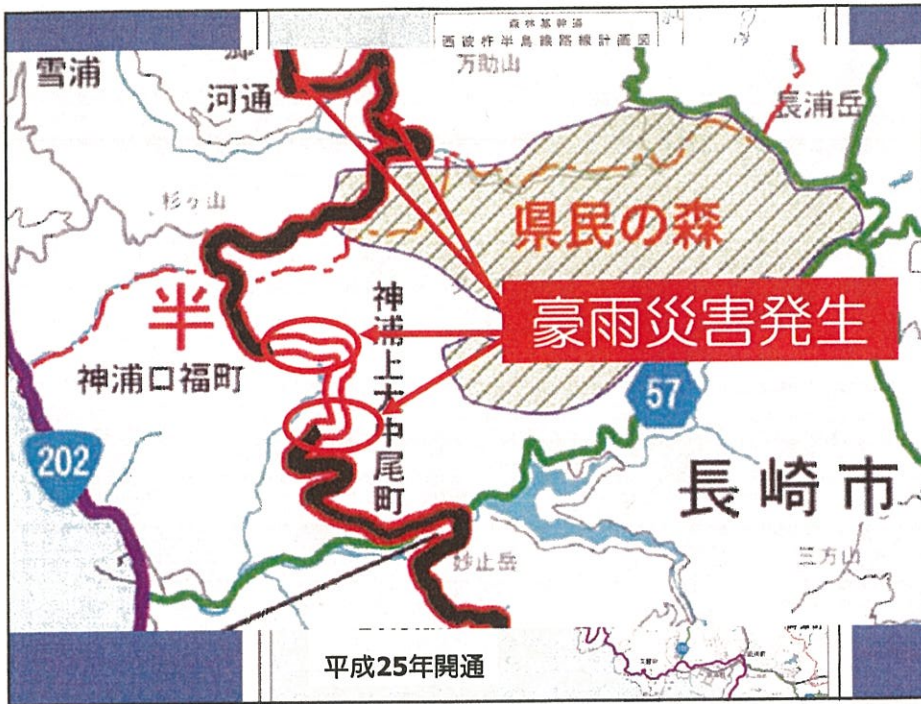 森林基幹道
西彼杵半島線路線計画図
雪浦
河通
万助山
長浦岳
杉ヶ山
県民の森
半
神浦口福町
神浦上大中尾町
豪雨災害発生
57
202
長崎市
妙止岳
三方山
平成25年開通